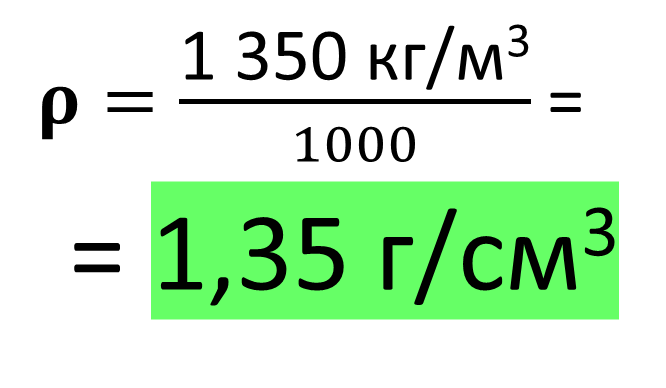 ρ = 1 350 кг/м³ / 1000 =
= 1,35 г/см³